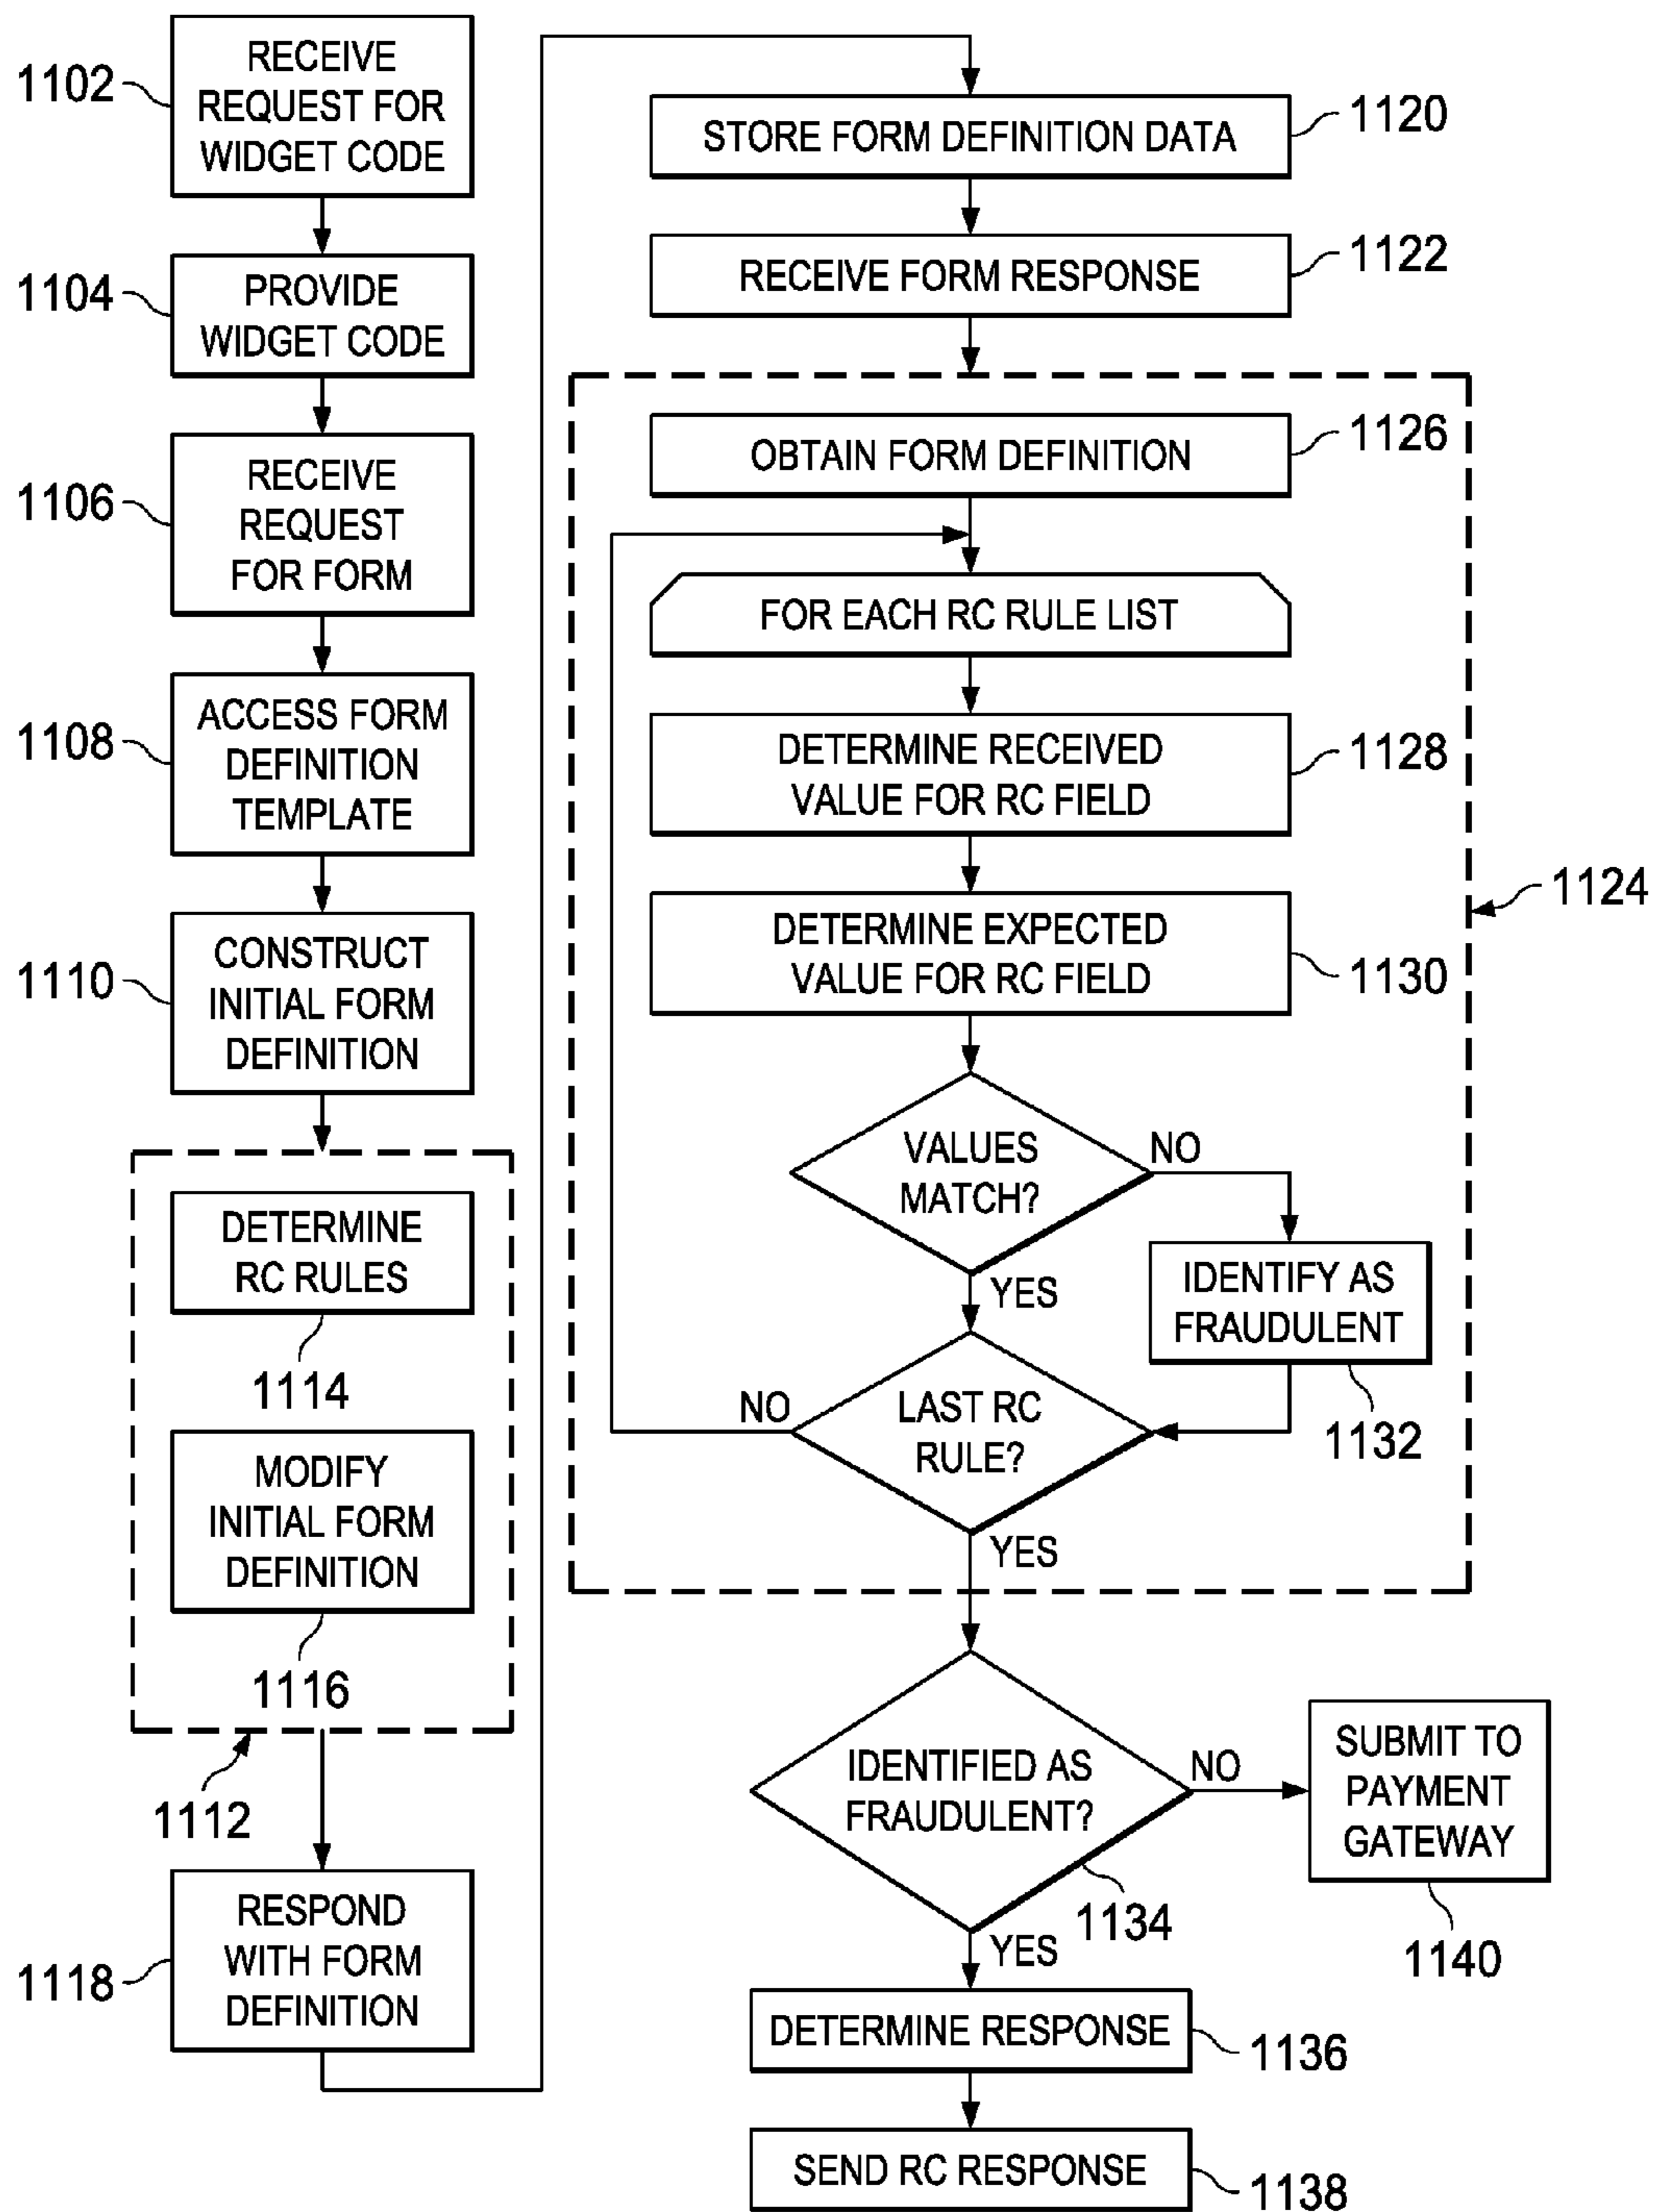 1102
RECEIVE
REQUEST FOR
WIDGET CODE
1104
PROVIDE
WIDGET CODE
1106
RECEIVE
REQUEST
FOR FORM
1108
ACCESS FORM
DEFINITION
TEMPLATE
1110
CONSTRUCT
INITIAL FORM
DEFINITION
DETERMINE
RC RULES
1114
MODIFY
INITIAL FORM
DEFINITION
1116
1112
1118
RESPOND
WITH FORM
DEFINITION
STORE FORM DEFINITION DATA
1120
RECEIVE FORM RESPONSE
1122
OBTAIN FORM DEFINITION
1126
FOR EACH RC RULE LIST
DETERMINE RECEIVED
VALUE FOR RC FIELD
1128
1124
DETERMINE EXPECTED
VALUE FOR RC FIELD
1130
VALUES
MATCH?
NO
YES
IDENTIFY AS
FRAUDULENT
1132
LAST RC
RULE?
NO
YES
IDENTIFIED AS
FRAUDULENT?
NO
1134
YES
SUBMIT TO
PAYMENT
GATEWAY
1140
DETERMINE RESPONSE
1136
SEND RC RESPONSE
1138